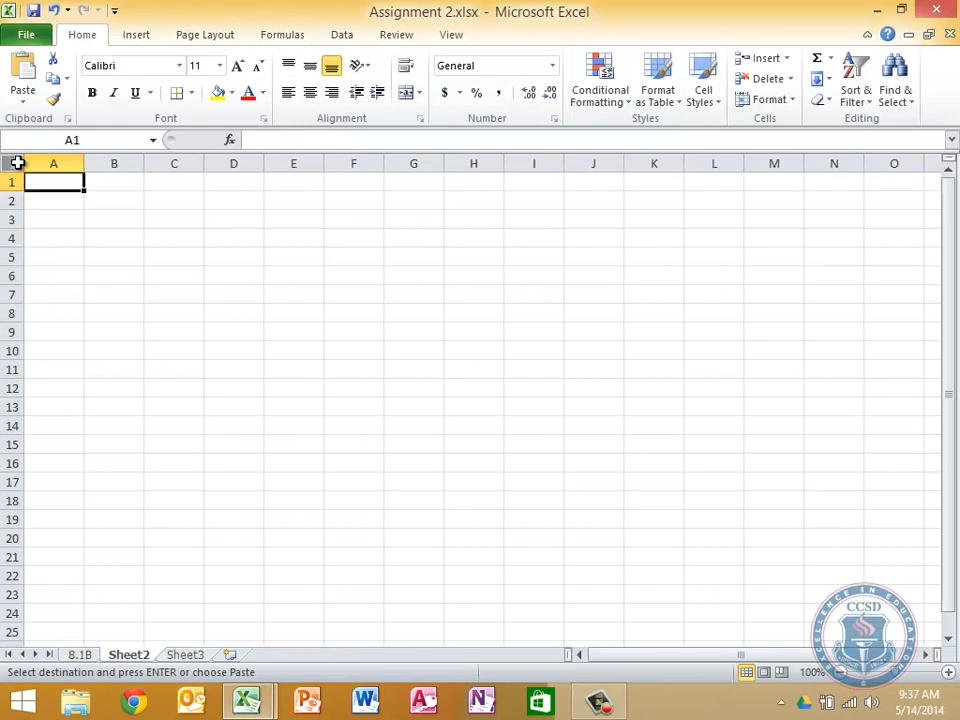 Assignment 2.xlsx - Microsoft Excel
File Home Insert Page Layout Formulas Data Review View
Calibri 11 General Insert Σ
Paste B I U A $ % , .00 Conditional Formatting Format as Table Cell Styles Delete Format Sort & Filter Find & Select
Clipboard Font Alignment Number Styles Cells Editing
A1 fx
A B C D E F G H I J K L M N O
1
2
3
4
5
6
7
8
9
10
11
12
13
14
15
16
17
18
19
20
21
22
23
24
25
CCSD
EXCELLENCE IN EDUCATION
8.1B Sheet2 Sheet3
Select destination and press ENTER or choose Paste 100%
9:37 AM
5/14/2014